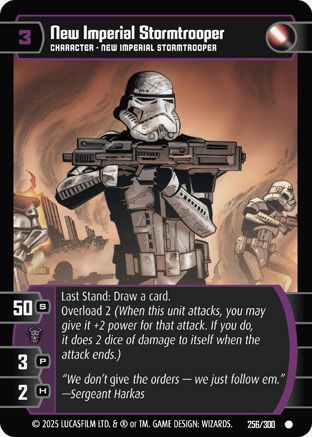 3
New Imperial Stormtrooper
CHARACTER - NEW IMPERIAL STORMTROOPER
50 S
3 P
2 H
Last Stand: Draw a card.
Overload 2 (When this unit attacks, you may
give it +2 power for that attack. If you do,
it does 2 dice of damage to itself when the
attack ends.)
“We don’t give the orders — we just follow em.”
—Sergeant Harkas
© 2025 LUCASFILM LTD. & ® or TM. GAME DESIGN: WIZARDS.
256/300